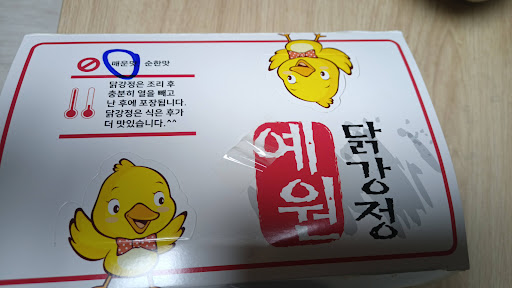 매운맛 순한맛
닭강정은 조리 후
충분히 열을 빼고
난 후에 포장됩니다.
닭강정은 식은 후가
더 맛있습니다.^^
예원
닭강정